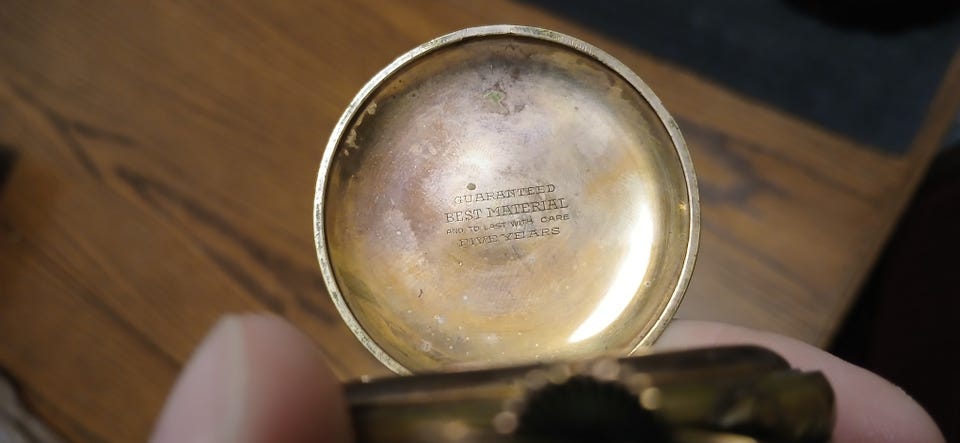 GUARANTEED
BEST MATERIAL
AND TO LAST WITH CARE
FIVE YEARS